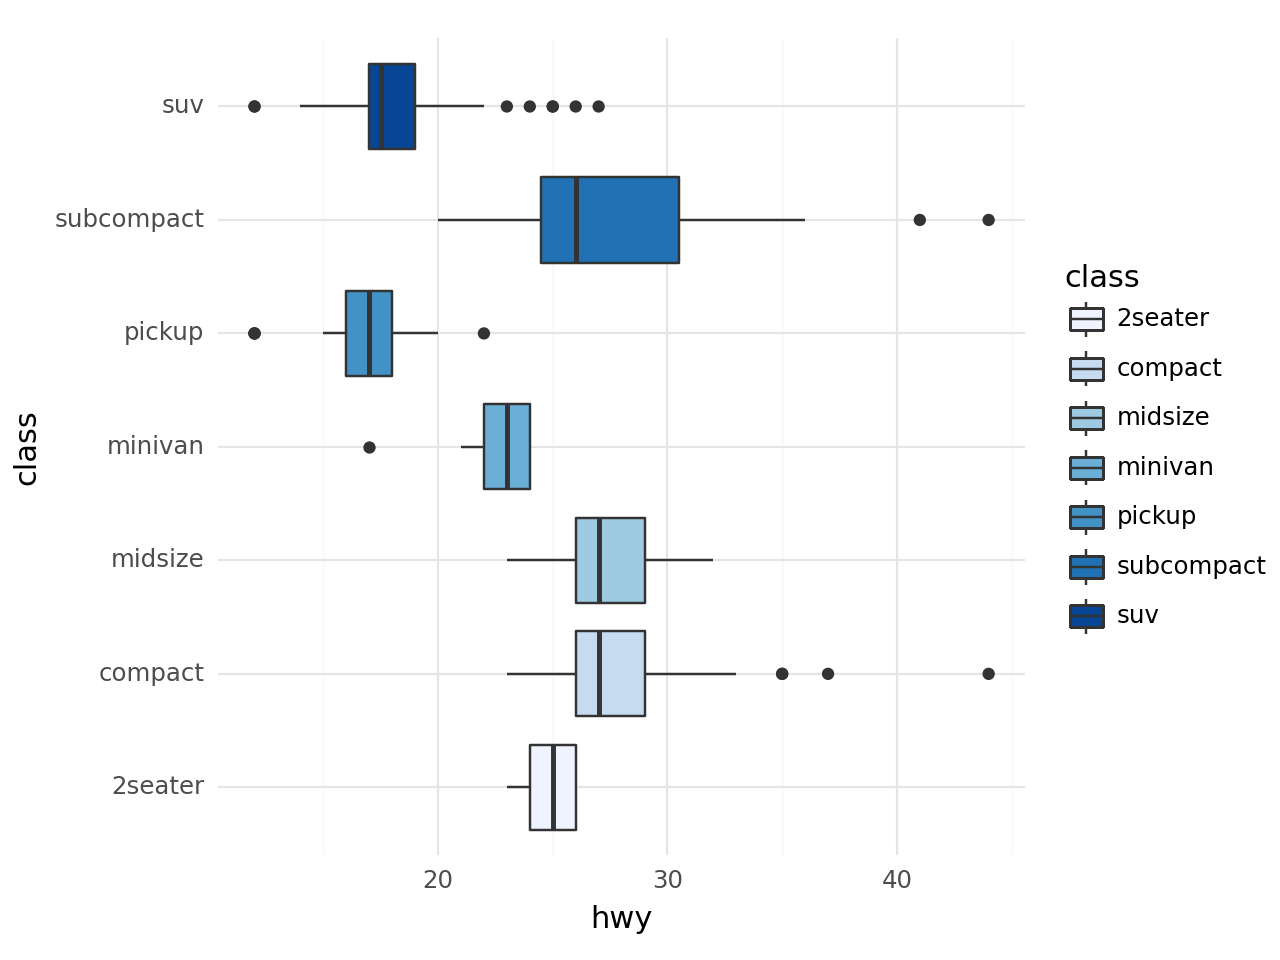 suv
subcompact
pickup
minivan
midsize
compact
2seater
class
20 30 40
hwy
class
2seater
compact
midsize
minivan
pickup
subcompact
suv